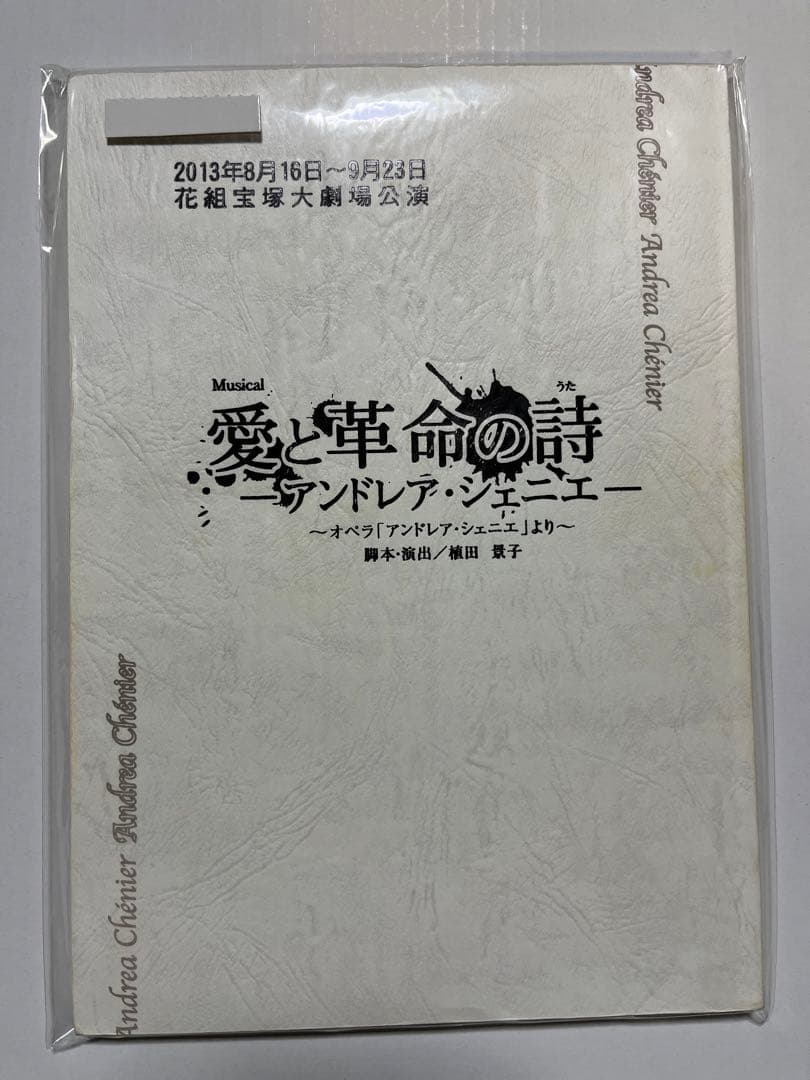 2013年8月16日～9月23日
花組宝塚大劇場公演
Andrea Chénier Andrea Chénier
Musical
うた
愛と革命の詩
―アンドレア・シェニエ―
～オペラ「アンドレア・シェニエ」より～
脚本・演出／植田 景子
Andrea Chénier Andrea Chénier